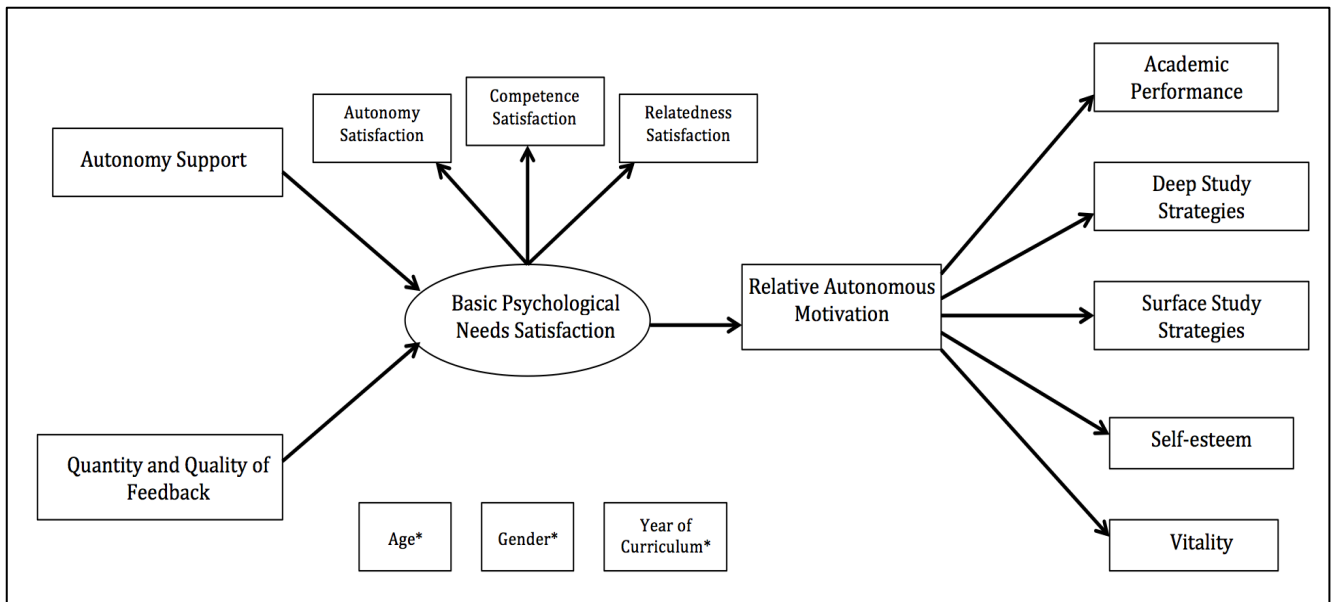 Autonomy Support
Quantity and Quality of
Feedback
Autonomy
Satisfaction
Competence
Satisfaction
Relatedness
Satisfaction
Basic Psychological
Needs Satisfaction
Age*
Gender*
Year of
Curriculum*
Relative Autonomous
Motivation
Academic
Performance
Deep Study
Strategies
Surface Study
Strategies
Self-esteem
Vitality